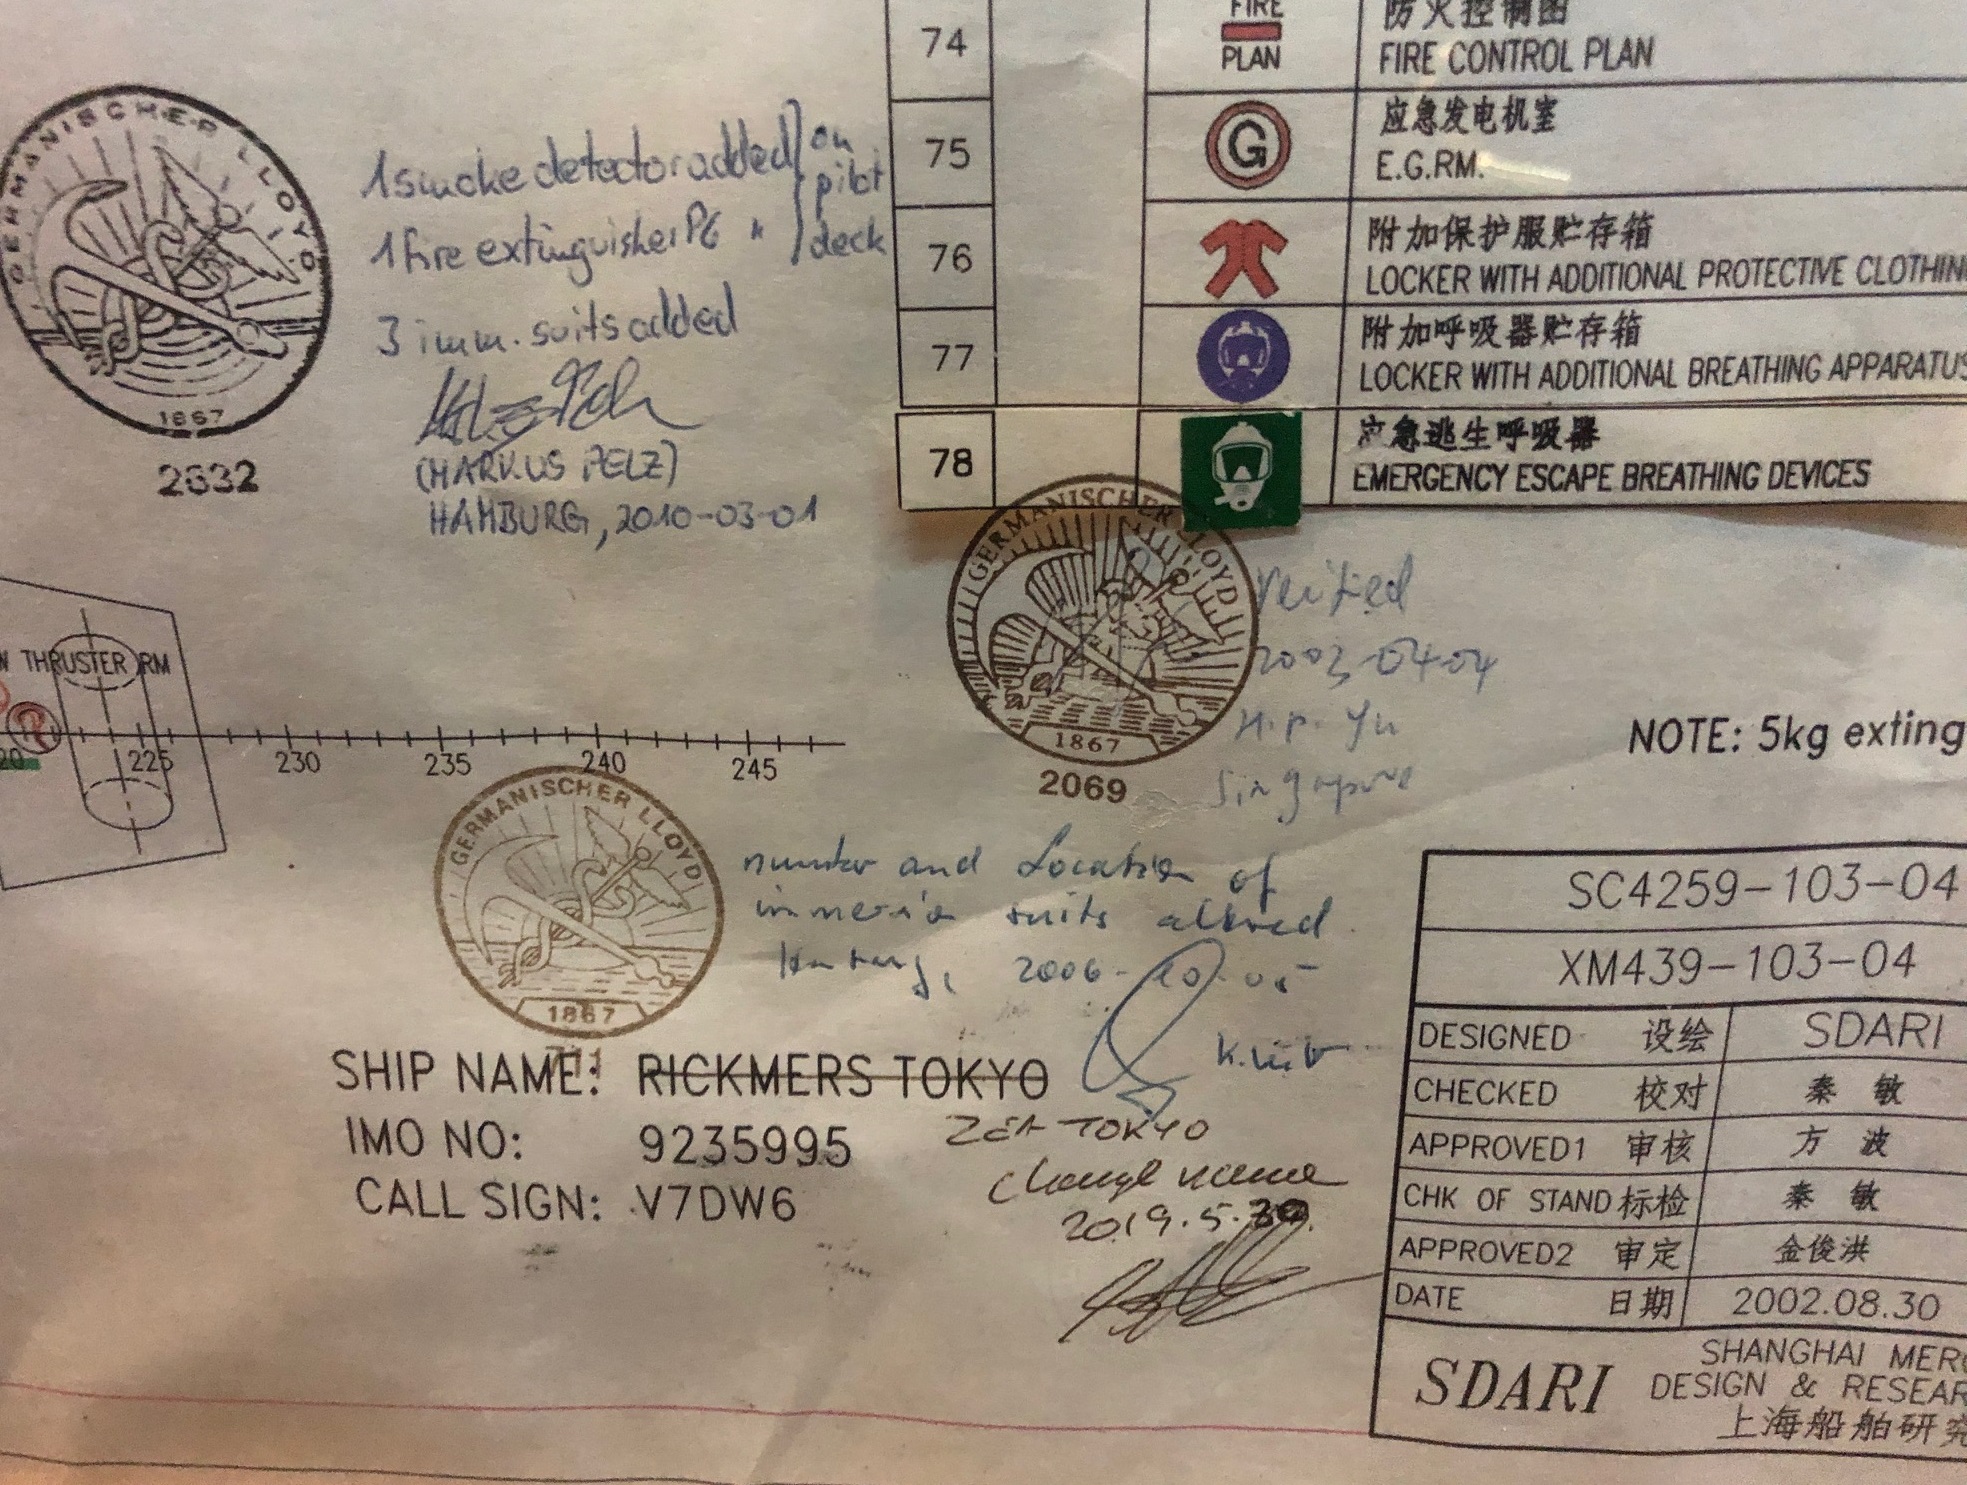 74
FIRE
PLAN
防火控制图
FIRE CONTROL PLAN
75
G
应急发电机室
E.G.RM.
76
附加保护服贮存箱
LOCKER WITH ADDITIONAL PROTECTIVE CLOTHIN
77
附加呼吸器贮存箱
LOCKER WITH ADDITIONAL BREATHING APPARATUS
78
应急逃生呼吸器
EMERGENCY ESCAPE BREATHING DEVICES
GERMANISCHER LLOYD
1867
2632
1 smoke detector added
1 fire extinguisher P6 "
on
pilot
deck
3 imm. suits added
(MARKUS PELZ)
HAMBURG, 2010-03-01
GERMANISCHER LLOYD
1867
2069
verified
2003-04-04
H.P. Yu
Singapore
THRUSTER RM
20
225
230
235
240
245
NOTE: 5kg exting
GERMANISCHER LLOYD
1867
number and Location of
immersion suits altered
2006-10-05
SHIP NAME: RICKMERS TOKYO
ZEA TOKYO
IMO NO: 9235995
change name
CALL SIGN: V7DW6
2019.5.30.
SC4259-103-04
XM439-103-04
DESIGNED 设绘 SDARI
CHECKED 校对 秦 敏
APPROVED1 审核 方 波
CHK OF STAND 标检 秦 敏
APPROVED2 审定 金俊洪
DATE 日期 2002.08.30
SDARI
SHANGHAI MER
DESIGN & RESEAR
上海船舶研究